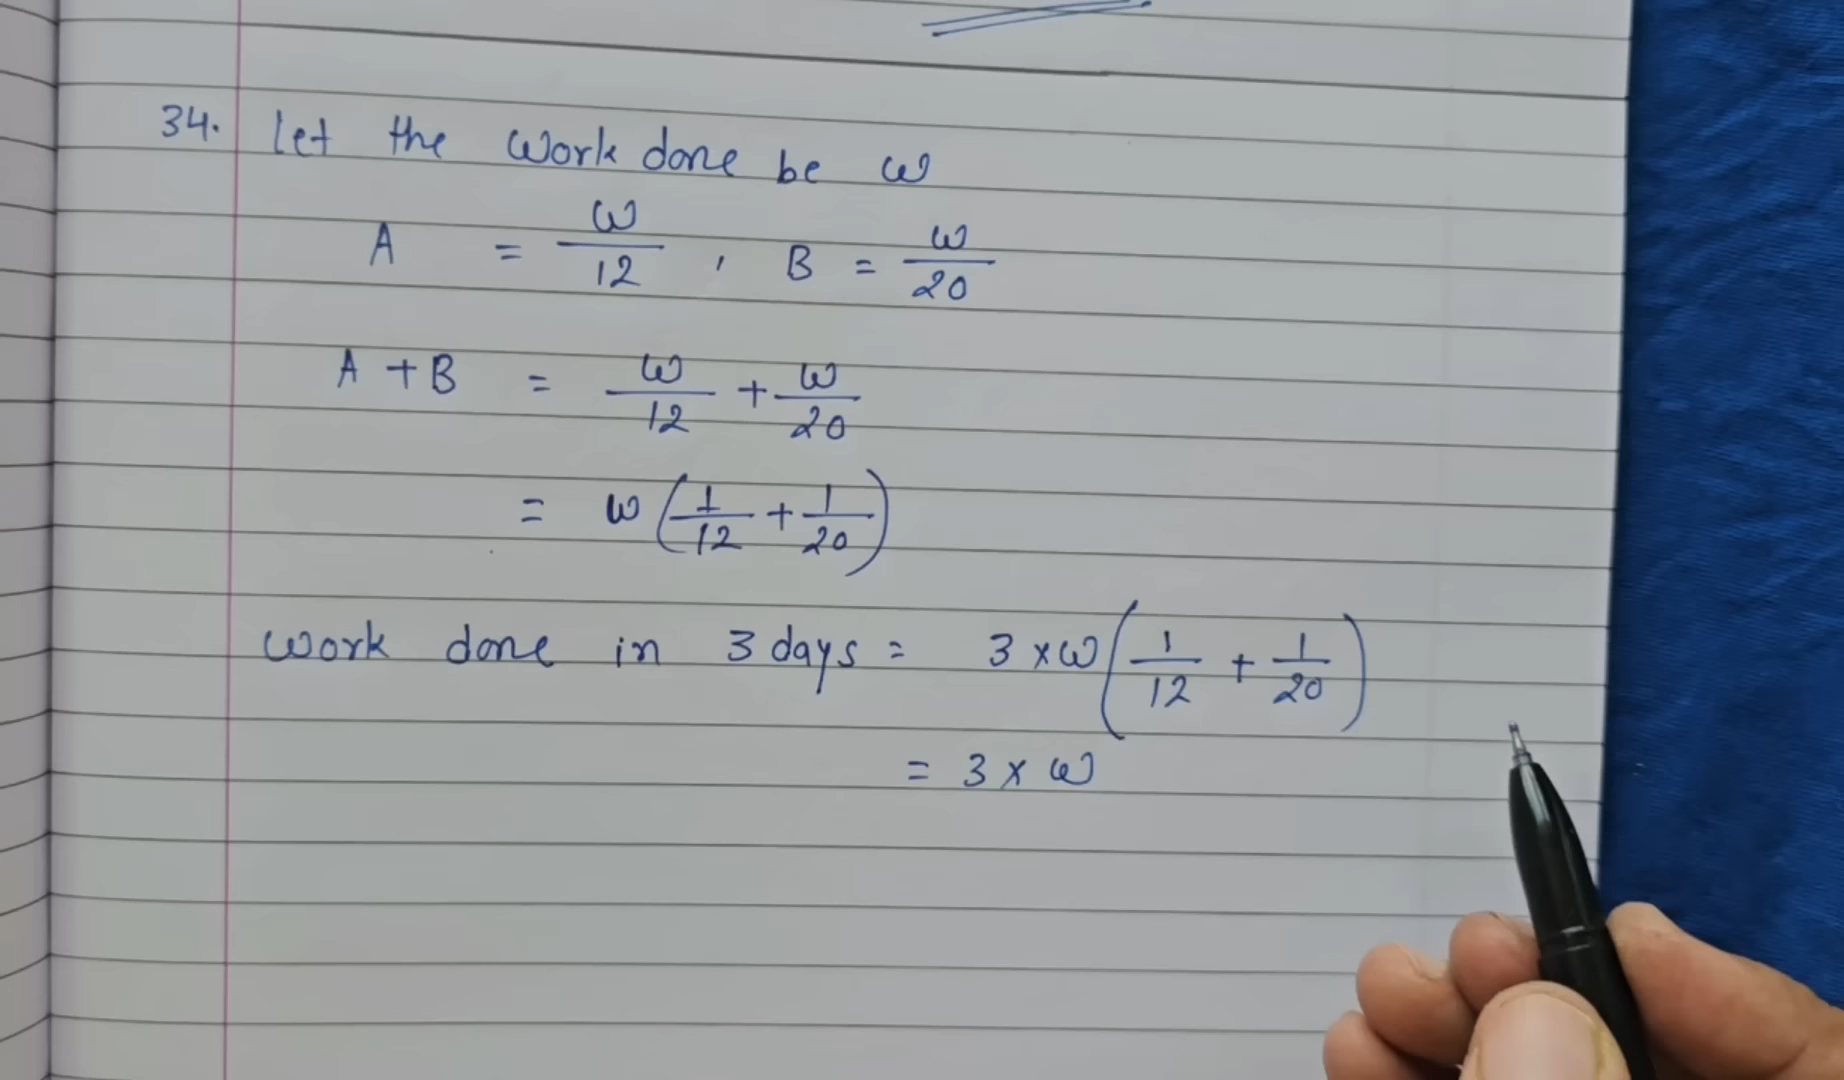 34. Let the work done be w
A = w/12 , B = w/20
A + B = w/12 + w/20
= w (1/12 + 1/20)
work done in 3 days = 3 × w (1/12 + 1/20)
= 3 × w